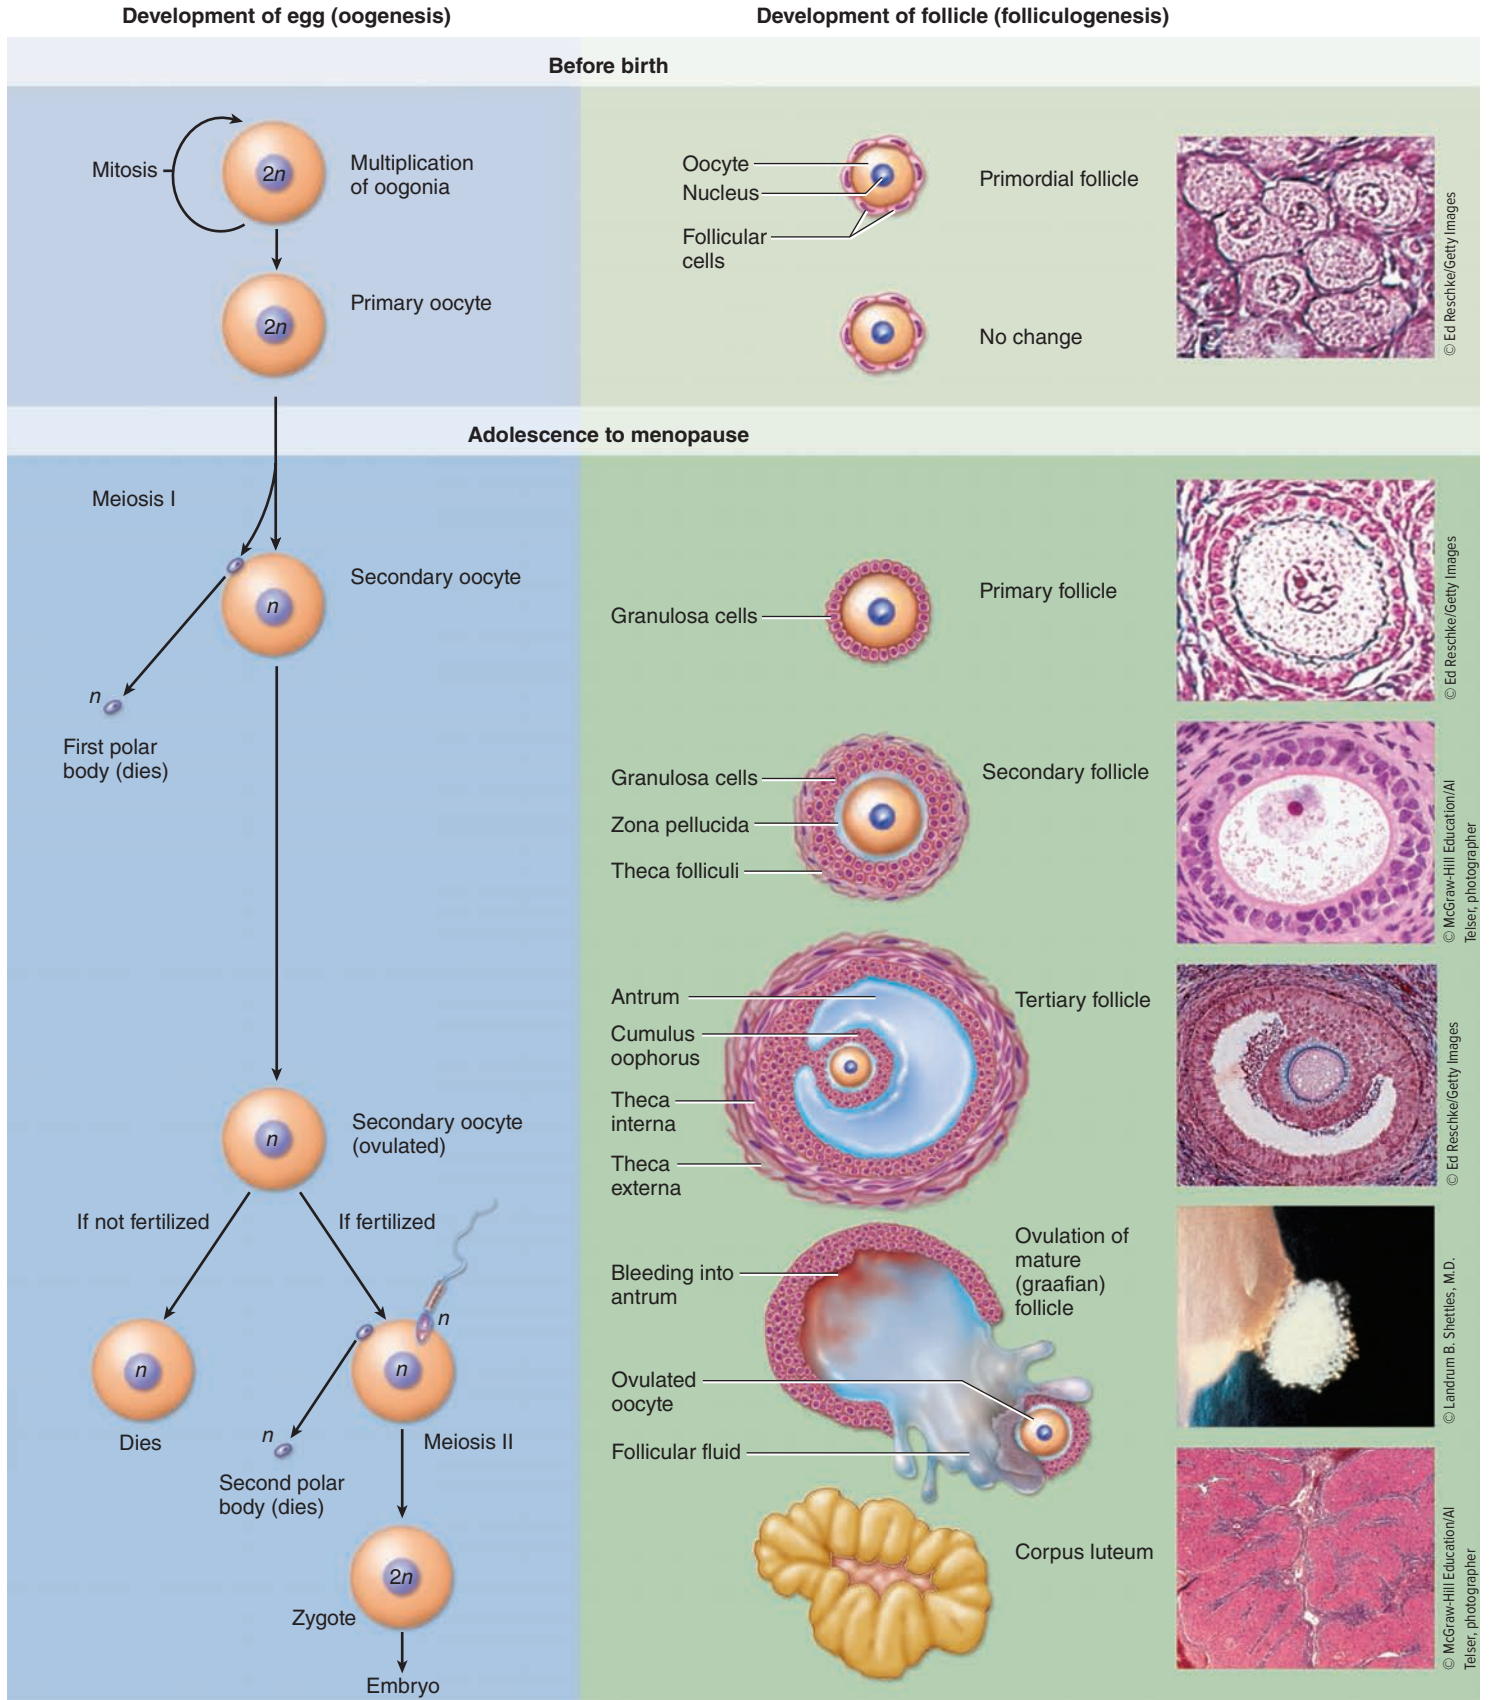 Development of egg (oogenesis)
Development of follicle (folliculogenesis)
Before birth
Mitosis
2n
Multiplication
of oogonia
2n
Primary oocyte
Oocyte
Nucleus
Follicular
cells
Primordial follicle
No change
© Ed Reschke/Getty Images
Adolescence to menopause
Meiosis I
n
Secondary oocyte
n
First polar
body (dies)
Granulosa cells
Primary follicle
© Ed Reschke/Getty Images
Granulosa cells
Zona pellucida
Theca folliculi
Secondary follicle
© McGraw-Hill Education/Al
Telser, photographer
Antrum
Cumulus
oophorus
Theca
interna
Theca
externa
Tertiary follicle
© Ed Reschke/Getty Images
n
Secondary oocyte
(ovulated)
If not fertilized
If fertilized
n
n
n
Dies
n
Meiosis II
Second polar
body (dies)
2n
Zygote
Embryo
Bleeding into
antrum
Ovulated
oocyte
Follicular fluid
Ovulation of
mature
(graafian)
follicle
© Landrum B. Shettles, M.D.
Corpus luteum
© McGraw-Hill Education/Al
Telser, photographer